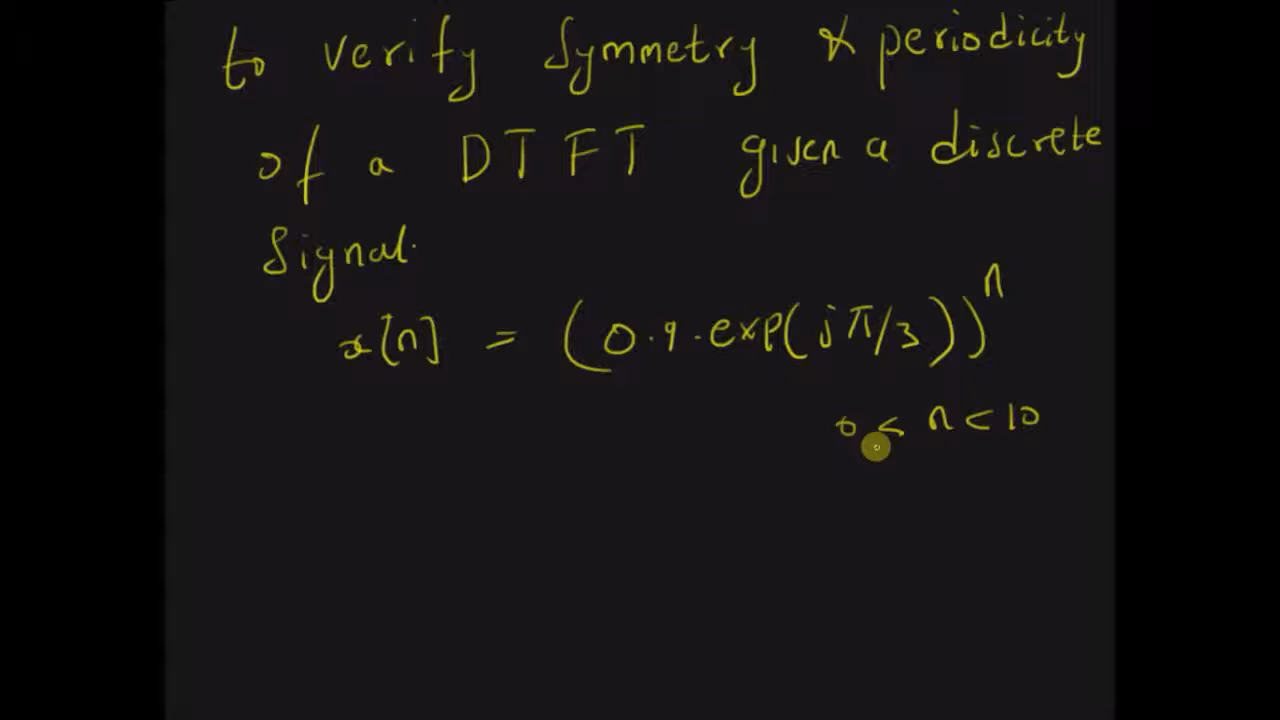 to verify Symmetry & periodicity
of a DTFT given a discrete
Signal.
x[n] = (0.9.exp(jπ/3))^n
0 < n < 10